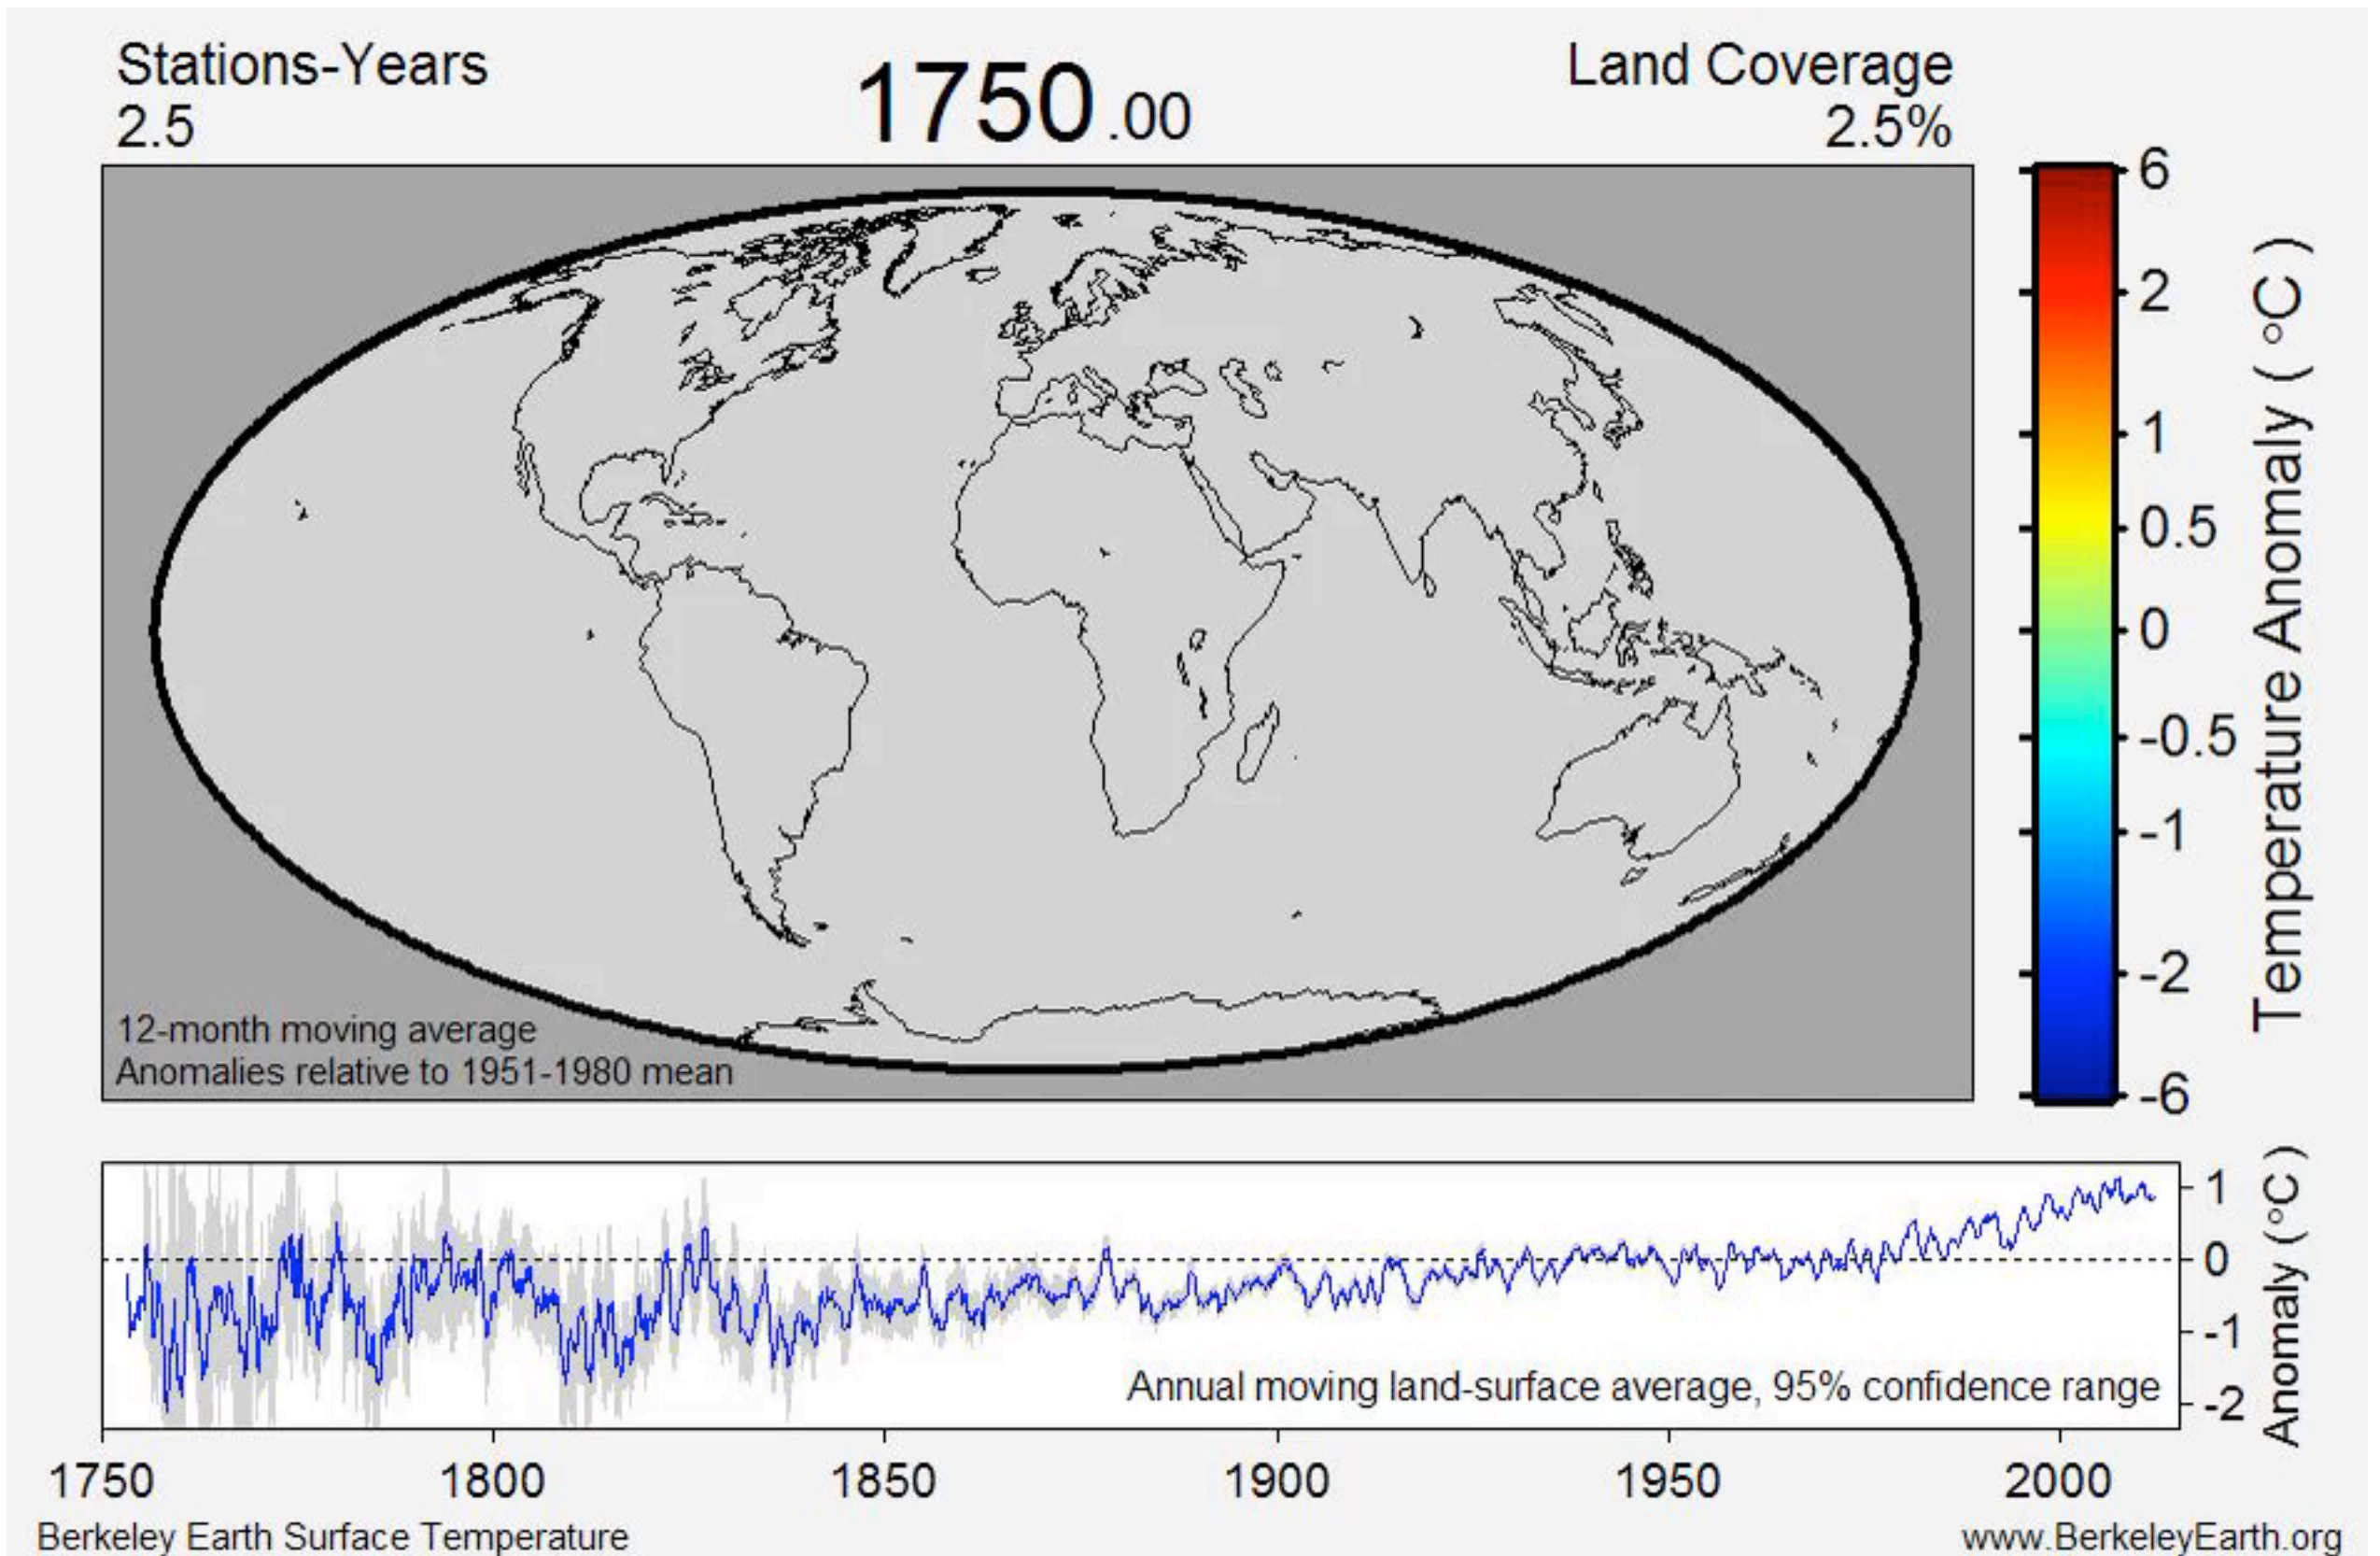 Stations-Years
2.5
1750.00
Land Coverage
2.5%
6
2
1
0.5
0
-0.5
-1
-2
-6
Temperature Anomaly ( °C )
12-month moving average
Anomalies relative to 1951-1980 mean
1
0
-1
-2
Anomaly (°C)
Annual moving land-surface average, 95% confidence range
1750 1800 1850 1900 1950 2000
Berkeley Earth Surface Temperature
www.BerkeleyEarth.org